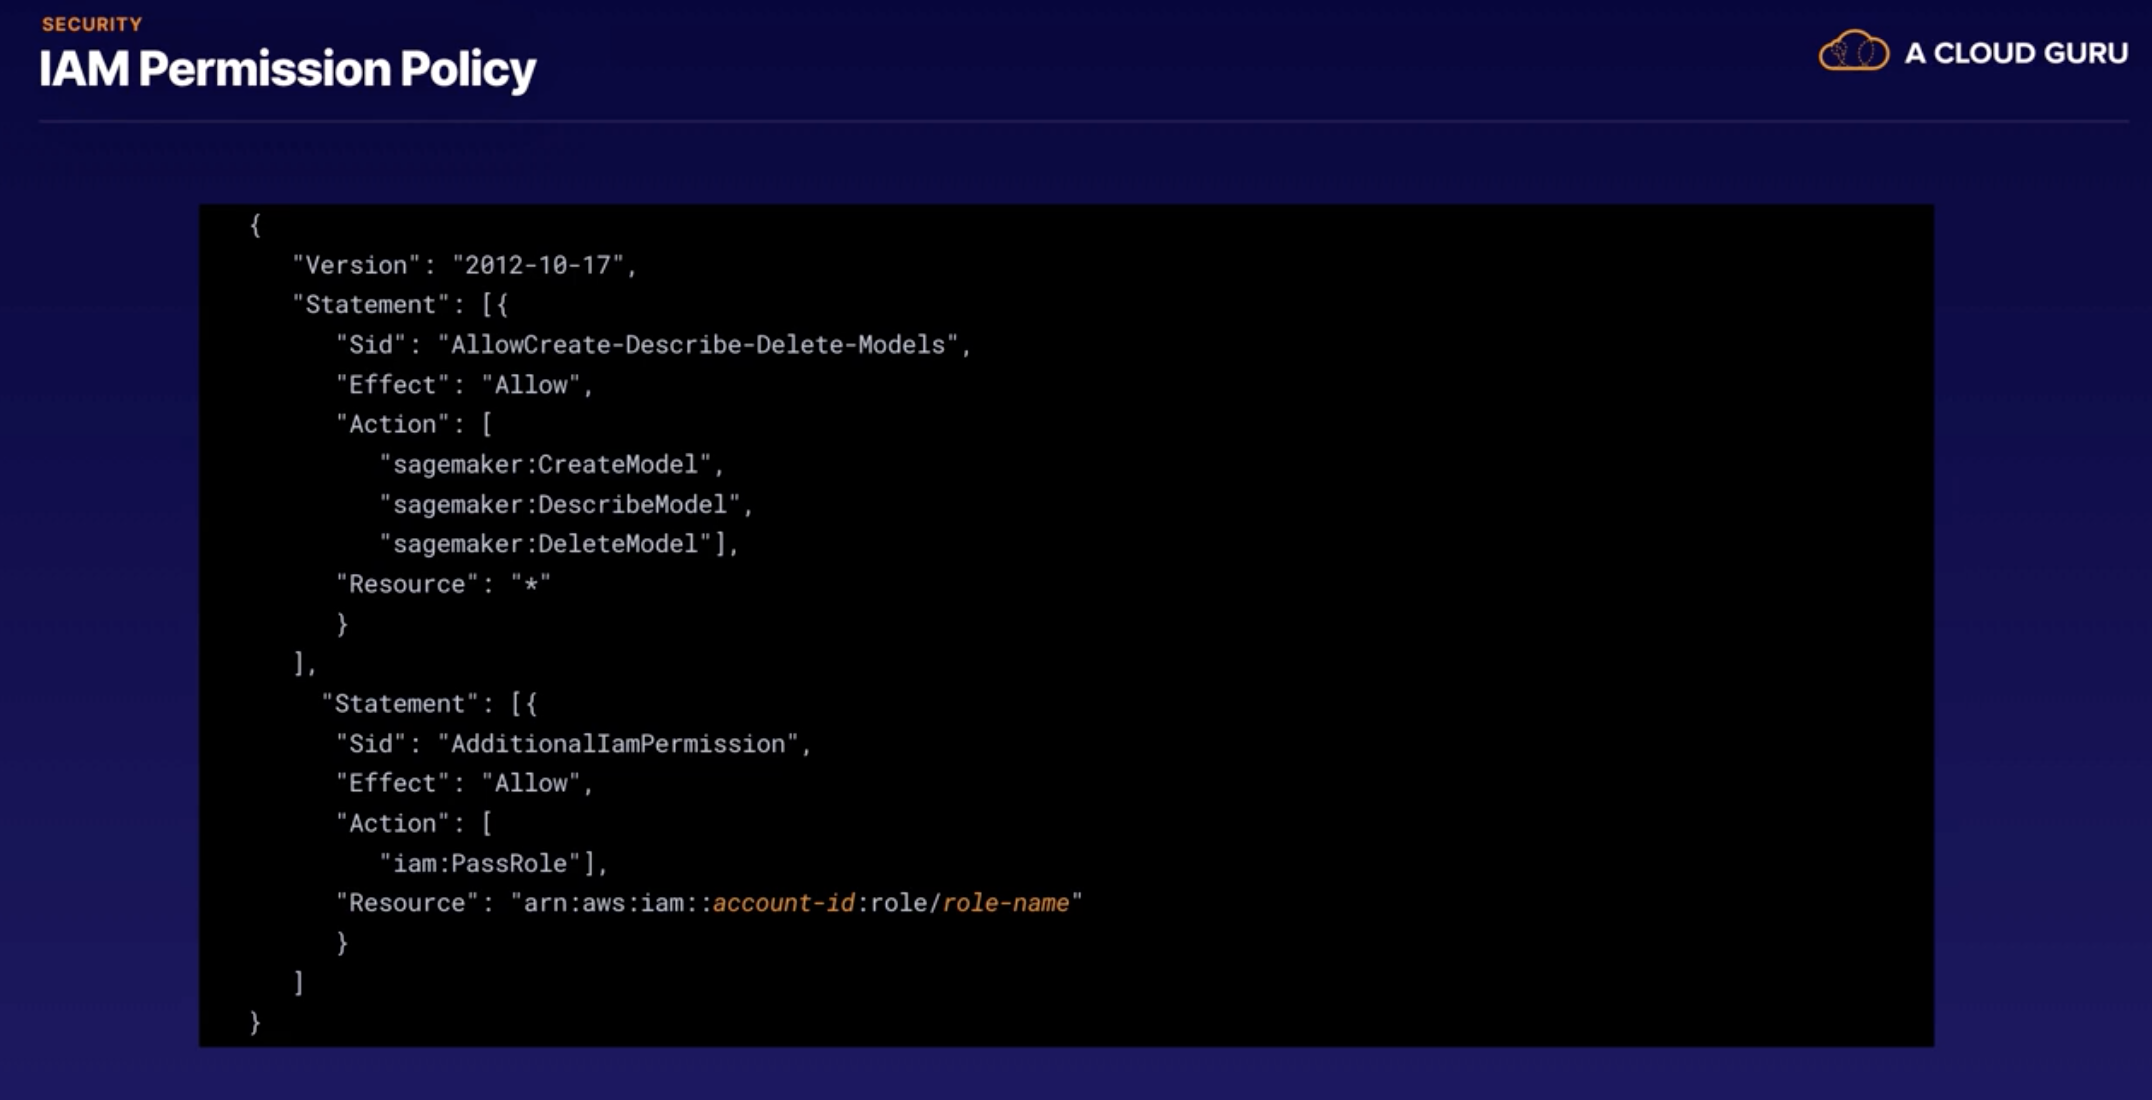 SECURITY
IAM Permission Policy
A CLOUD GURU
{
"Version": "2012-10-17",
"Statement": [{
"Sid": "AllowCreate-Describe-Delete-Models",
"Effect": "Allow",
"Action": [
"sagemaker:CreateModel",
"sagemaker:DescribeModel",
"sagemaker:DeleteModel"],
"Resource": "*"
}
],
"Statement": [{
"Sid": "AdditionalIamPermission",
"Effect": "Allow",
"Action": [
"iam:PassRole"],
"Resource": "arn:aws:iam::account-id:role/role-name"
}
]
}